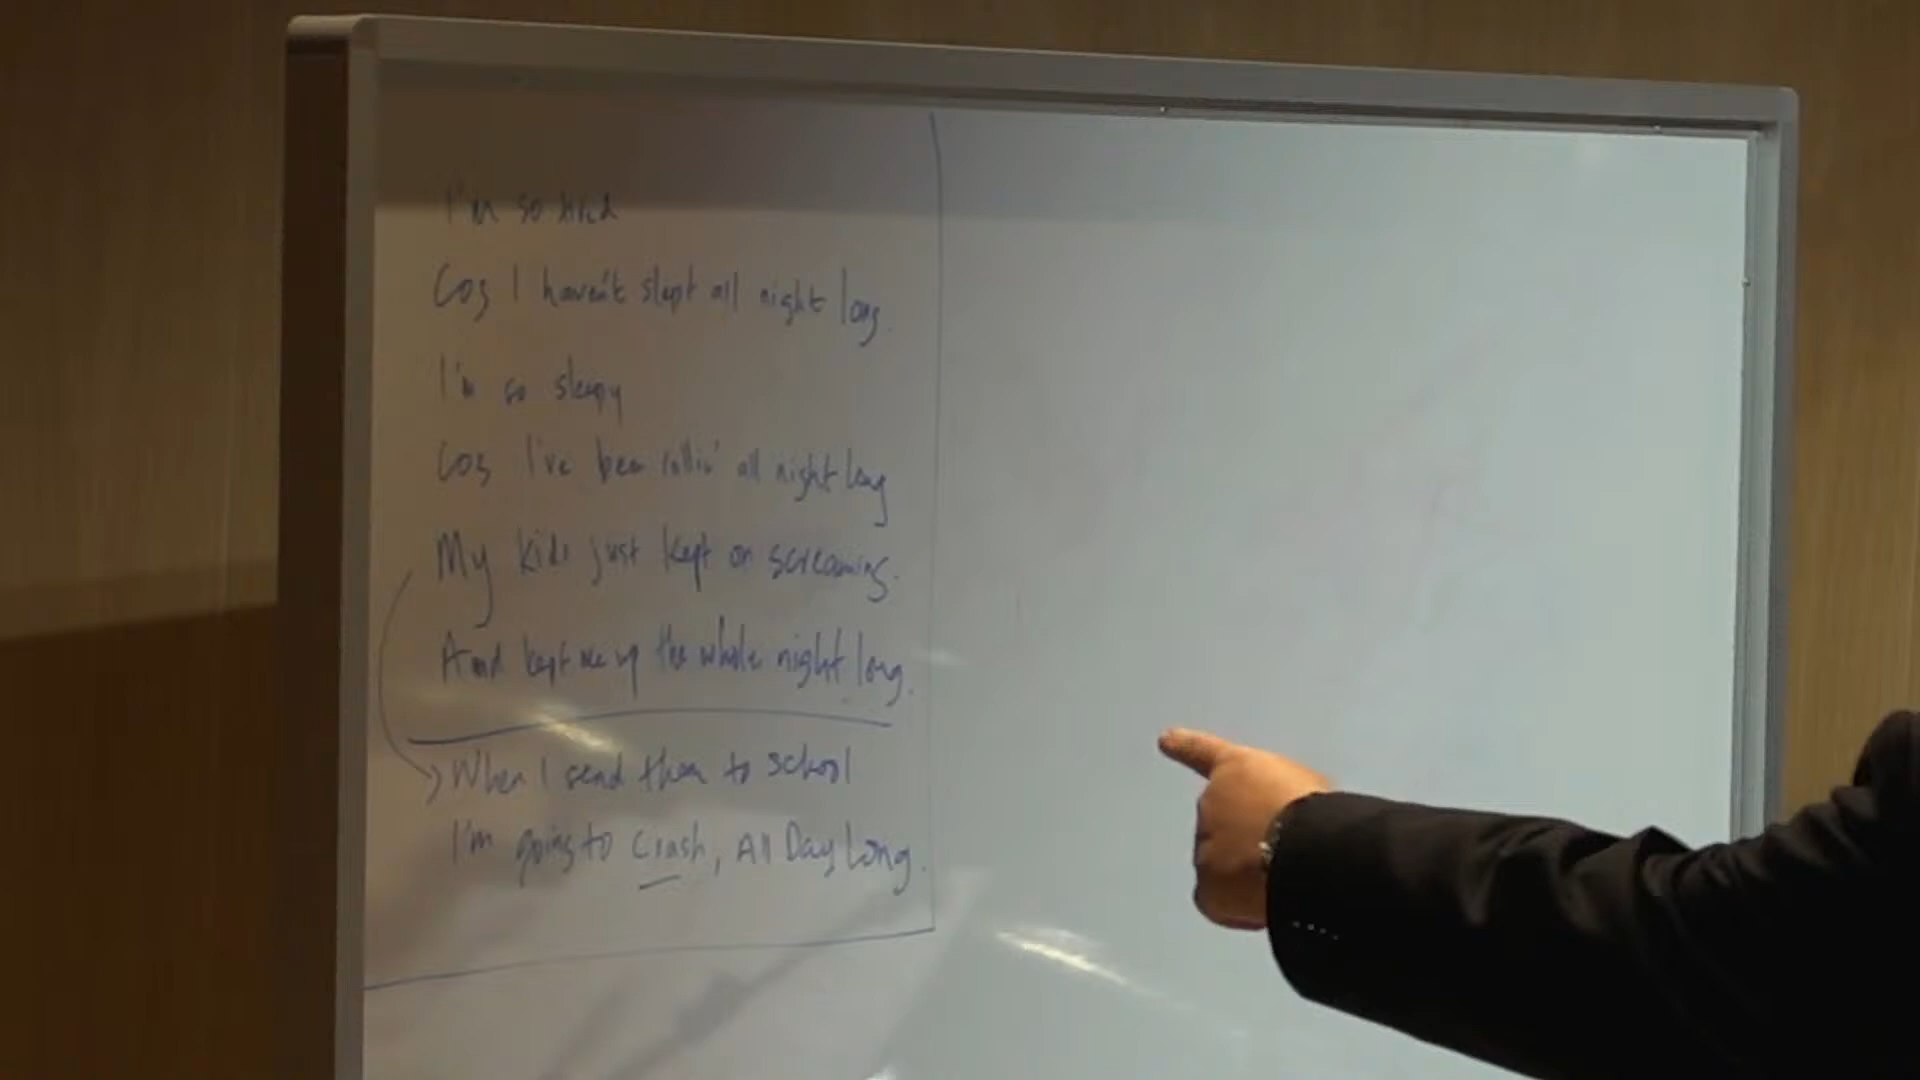 I'm so tired
Cos I haven't slept all night long.
I'm so sleepy
Cos I've been rollin' all night long
My kids just kept on screaming.
And kept me up the whole night long.
When I send them to school
I'm going to crash, All Day Long.